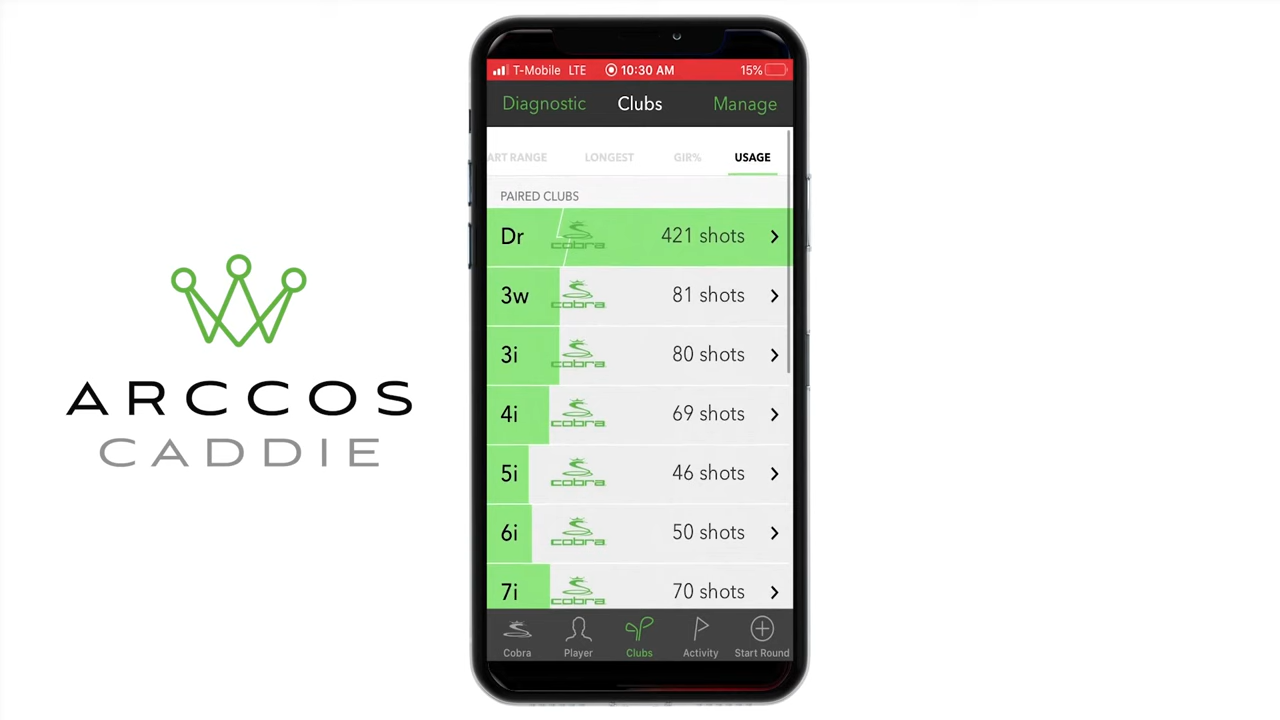 ARCCOS
CADDIE
T-Mobile LTE 10:30 AM 15%
Diagnostic Clubs Manage
ART RANGE LONGEST GIR% USAGE
PAIRED CLUBS
Dr cobra 421 shots
3w cobra 81 shots
3i cobra 80 shots
4i cobra 69 shots
5i cobra 46 shots
6i cobra 50 shots
7i cobra 70 shots
Cobra Player Clubs Activity Start Round